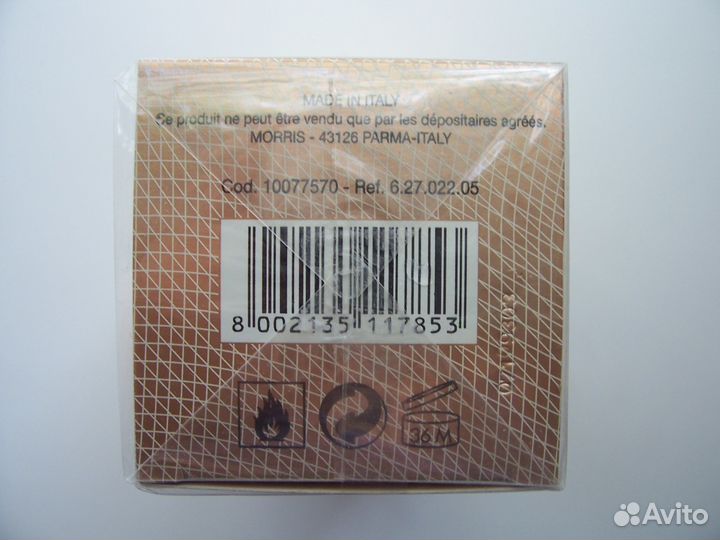 MADE IN ITALY
Ce produit ne peut être vendu que par les dépositaires agréés.
MORRIS - 43126 PARMA-ITALY
Cod. 10077570 - Ref. 6.27.022.05
8 002135 117853
36M
Avito